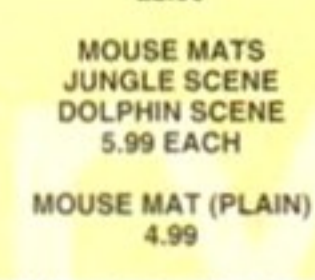 MOUSE MATS
JUNGLE SCENE
DOLPHIN SCENE
5.99 EACH
MOUSE MAT (PLAIN)
4.99